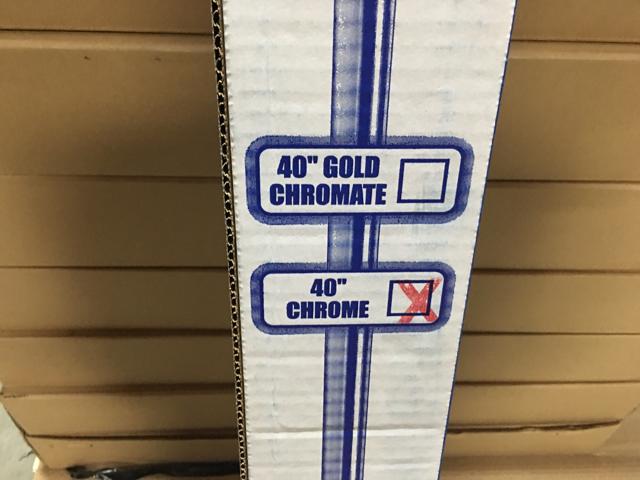 40" GOLD
CHROMATE
40"
CHROME
X